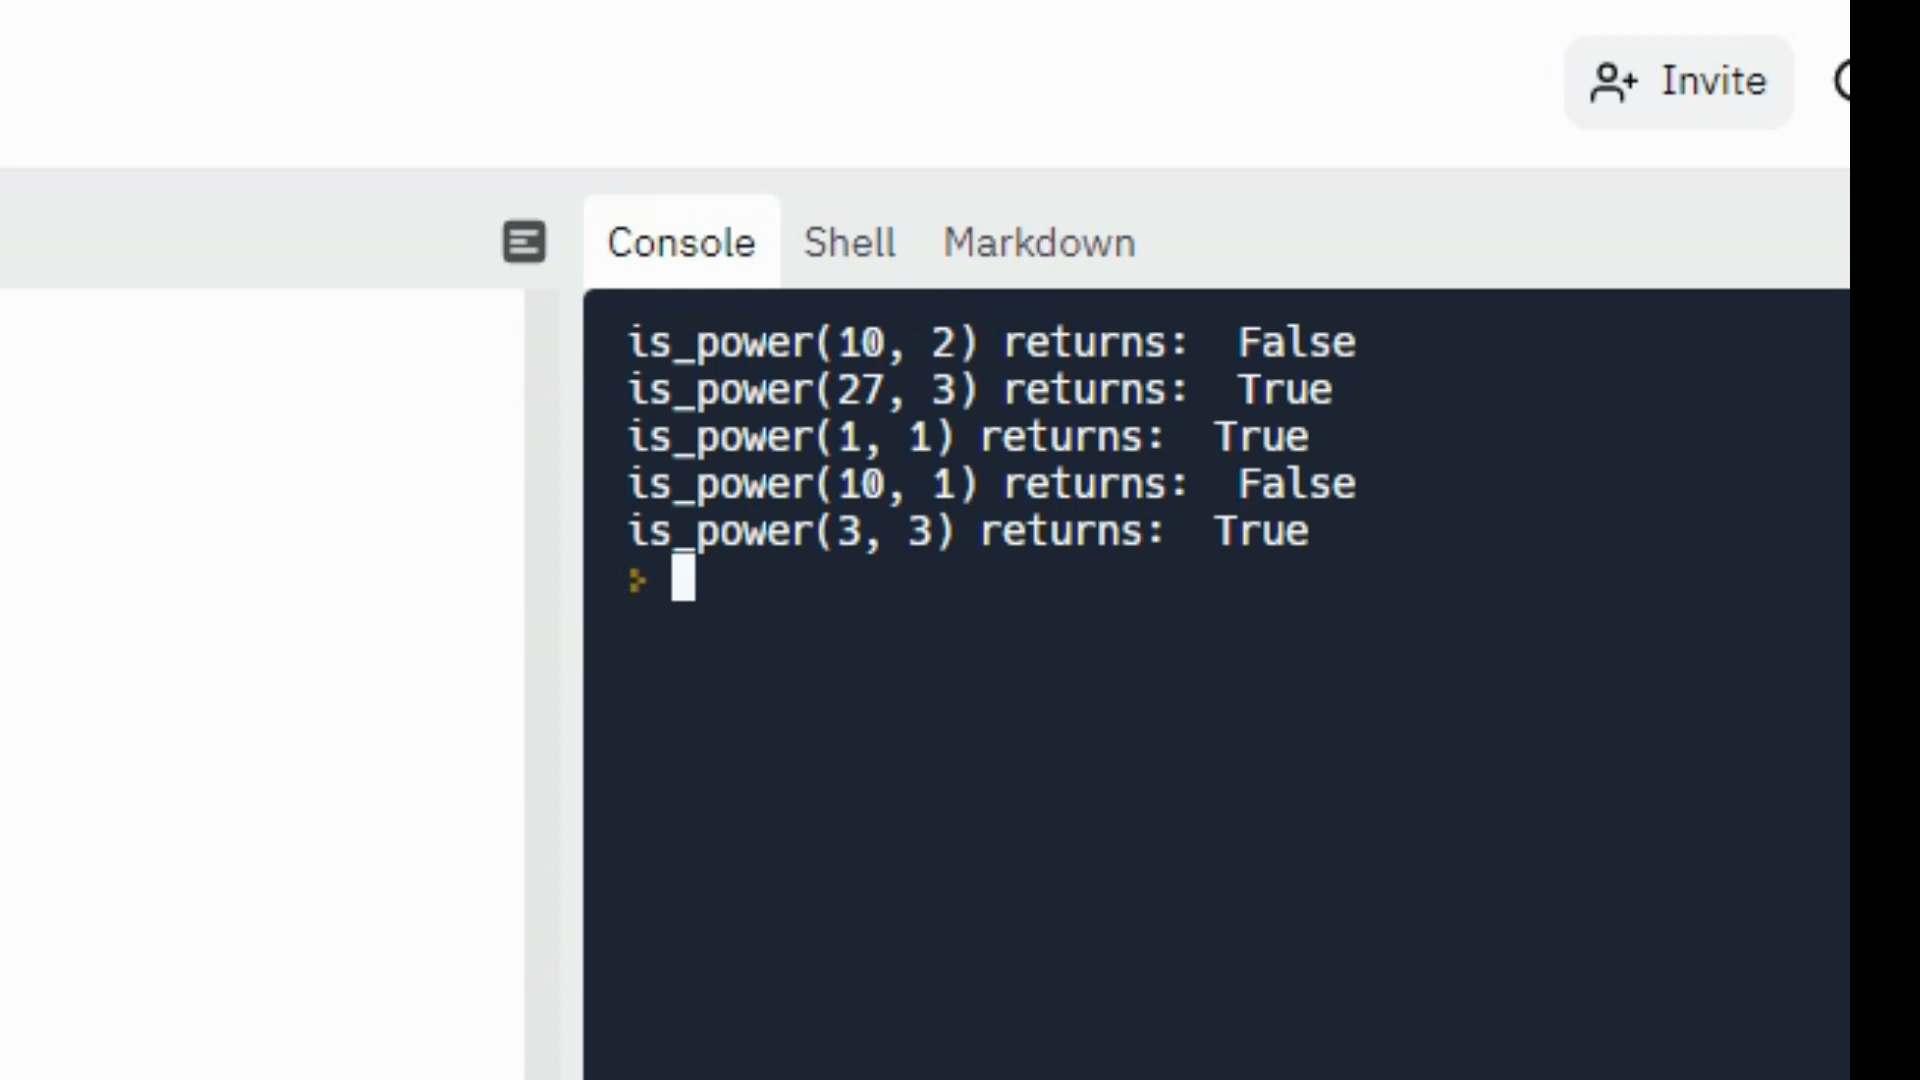 Invite
Console Shell Markdown
is_power(10, 2) returns:  False
is_power(27, 3) returns:  True
is_power(1, 1) returns:  True
is_power(10, 1) returns:  False
is_power(3, 3) returns:  True